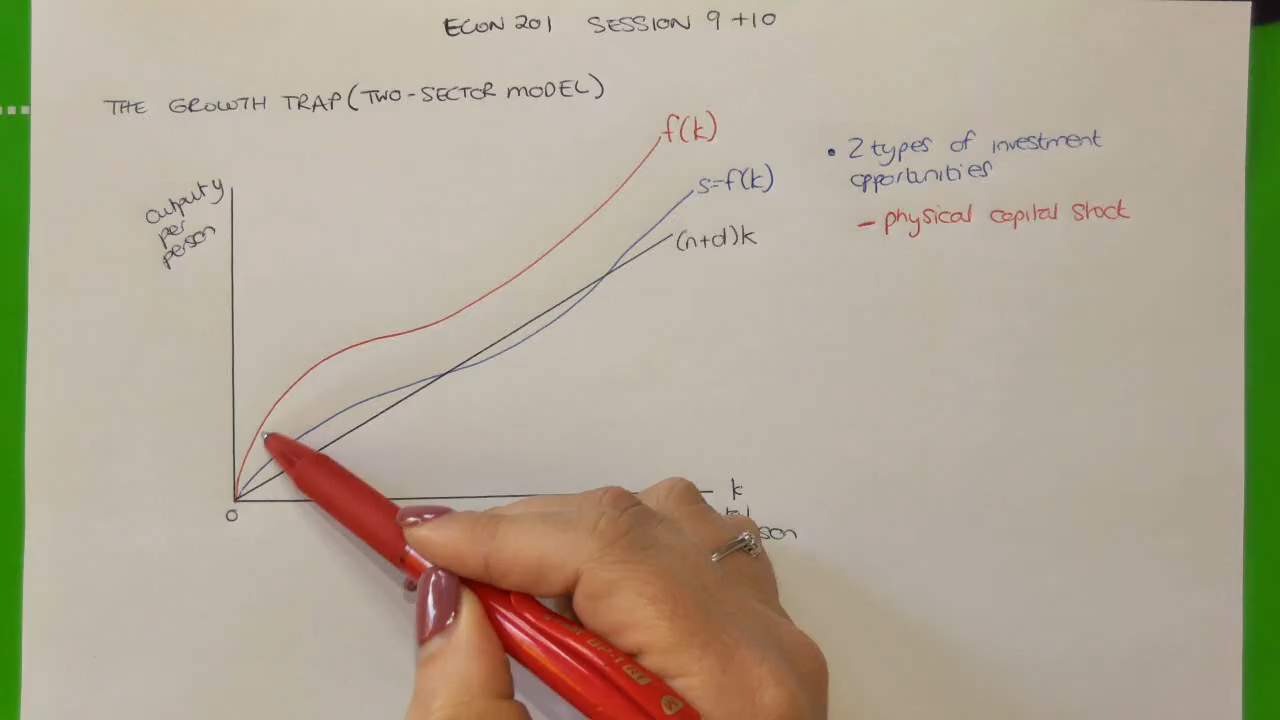 ECON 201 SESSION 9 +10
THE GROWTH TRAP (TWO-SECTOR MODEL)
f(k)
• 2 types of investment
opportunities
- physical capital stock
s=f(k)
(n+d)k
output y
per
person
k
0